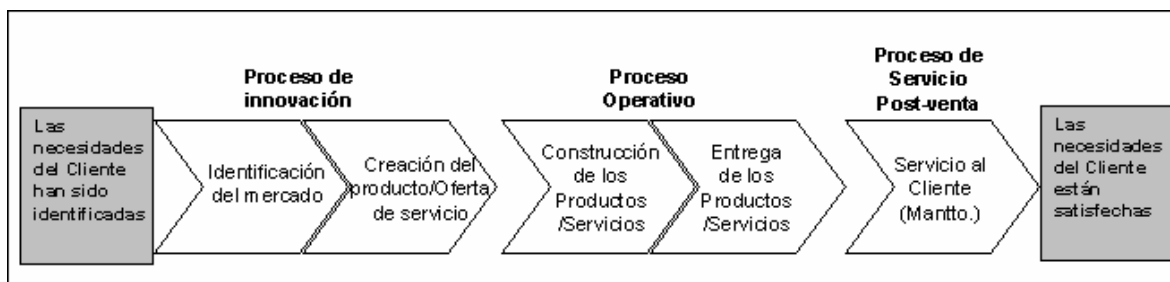 Proceso de
innovación
Proceso
Operativo
Proceso de
Servicio
Post-venta
Las
necesidades
del Cliente
han sido
identificadas
Identificación
del mercado
Creación del
producto/Oferta
de servicio
Construcción
de los
Productos
/Servicios
Entrega
de los
Productos
/Servicios
Servicio al
Cliente
(Mantto.)
Las
necesidades
del Cliente
están
satisfechas